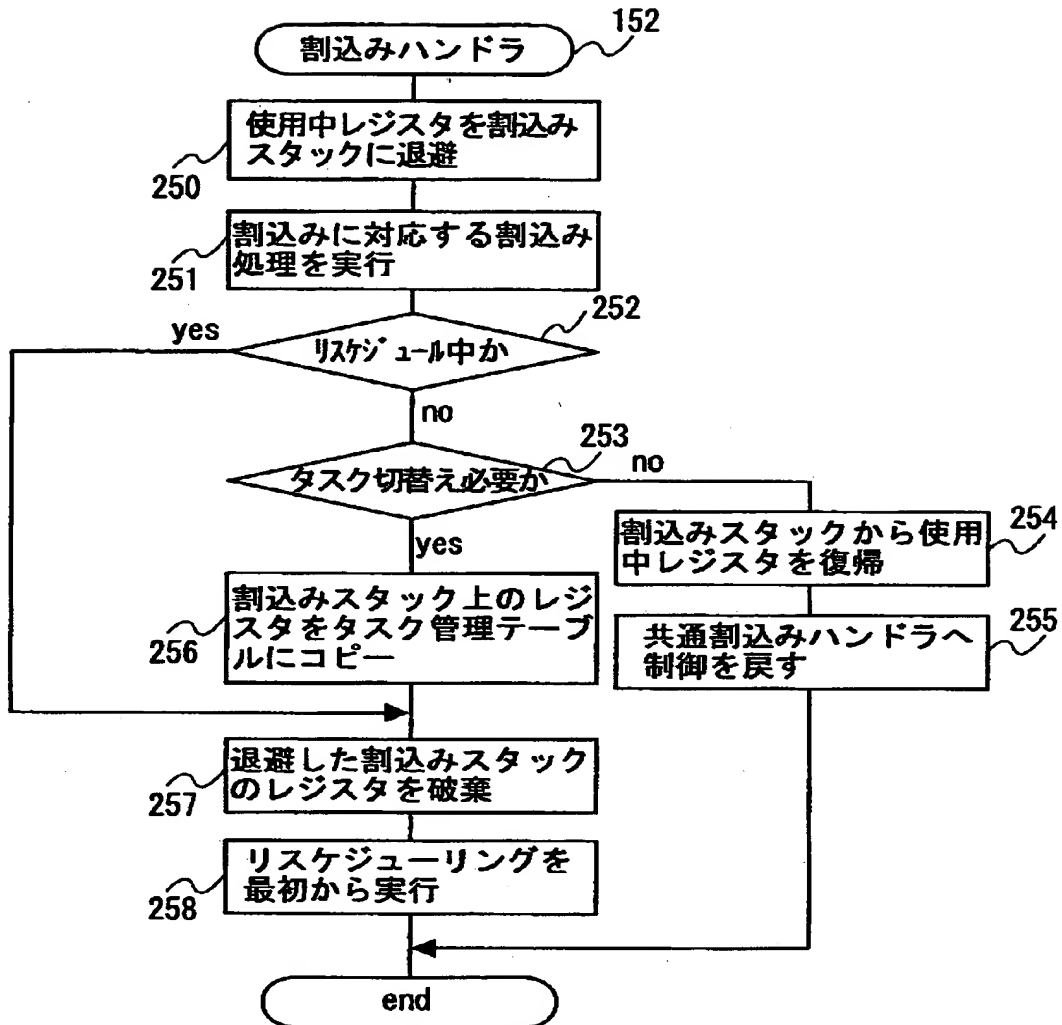 割込みハンドラ
152
使用中レジスタを割込み
スタックに退避
250
割込みに対応する割込み
処理を実行
251
252
yes
ﾘｽｹｼﾞｭｰﾙ中か
no
253
タスク切替え必要か
no
yes
割込みスタックから使用
中レジスタを復帰
254
割込みスタック上のレジ
スタをタスク管理テーブ
ルにコピー
256
共通割込みハンドラへ
制御を戻す
255
退避した割込みスタック
のレジスタを破棄
257
リスケジューリングを
最初から実行
258
end